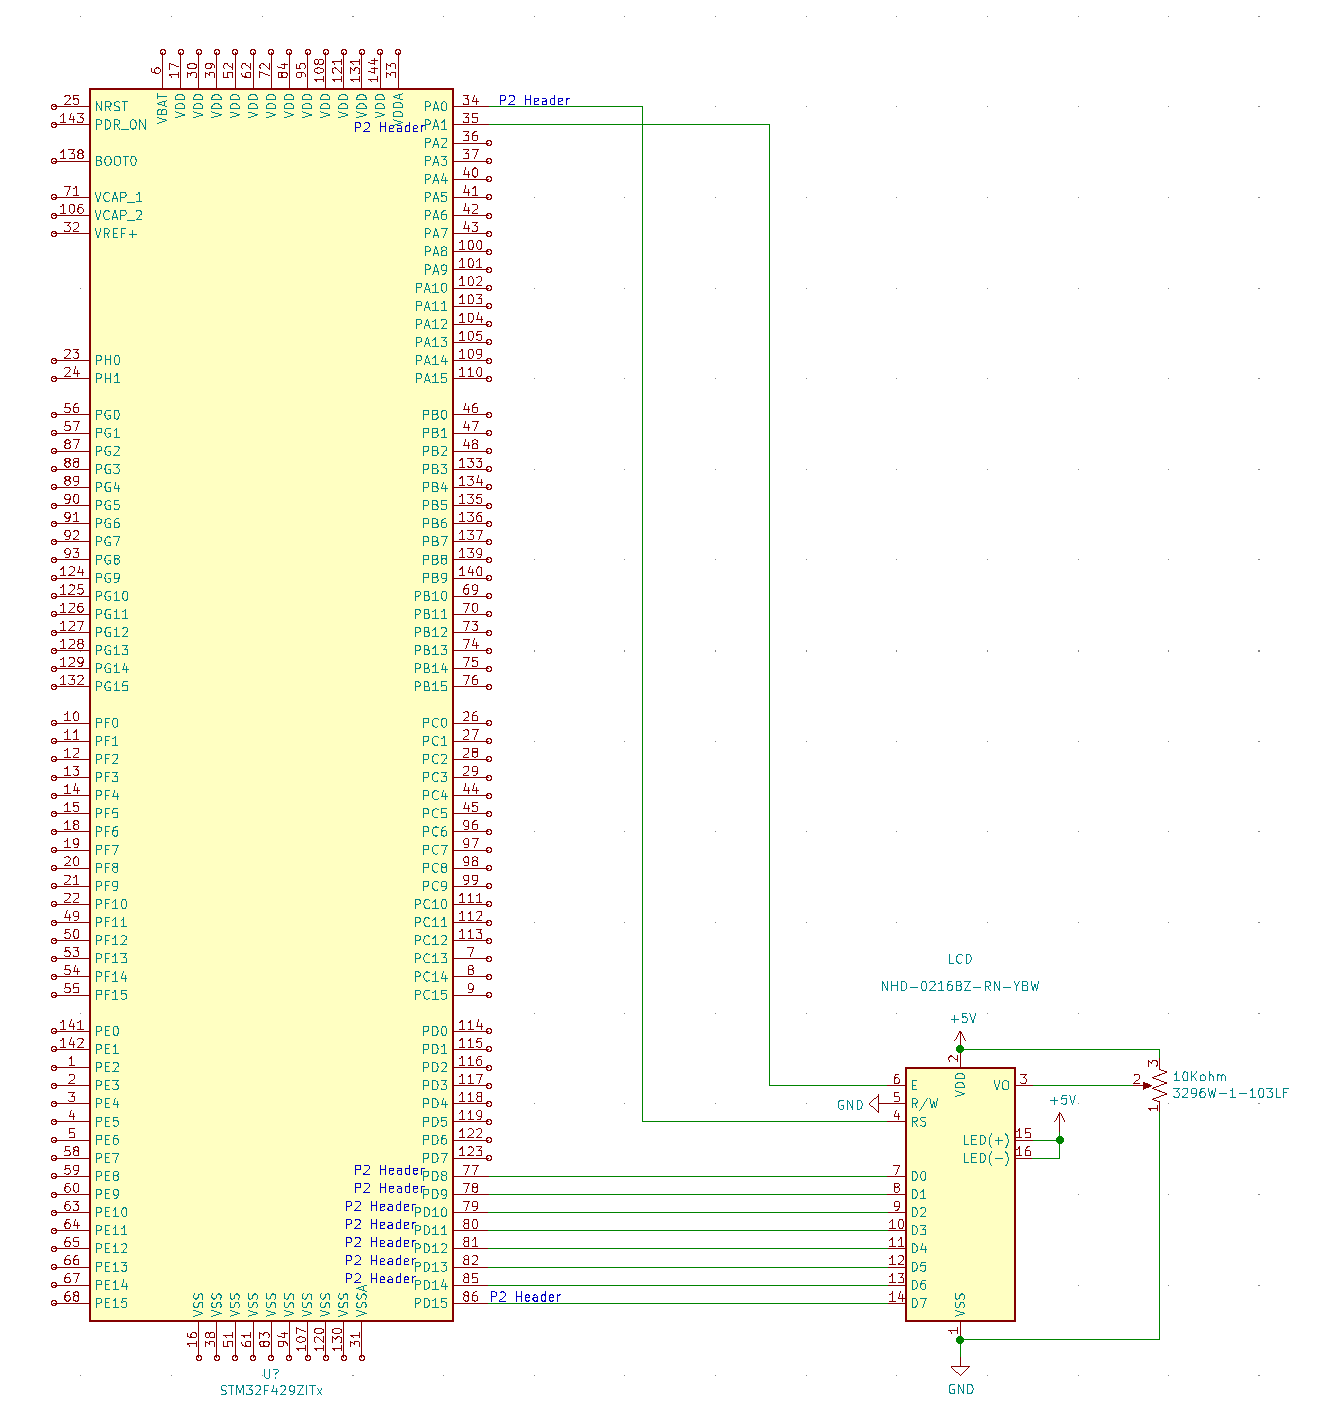 6 17 30 39 52 62 72 84 95 108 121 131 144 33
VBAT VDD VDD VDD VDD VDD VDD VDD VDD VDD VDD VDD VDD VDDA
25 NRST PA0 34 P2 Header
143 PDR_ON P2 Header PA1 35
PA2 36
138 BOOT0 PA3 37
PA4 40
71 VCAP_1 PA5 41
106 VCAP_2 PA6 42
32 VREF+ PA7 43
PA8 100
PA9 101
PA10 102
PA11 103
PA12 104
PA13 105
23 PH0 PA14 109
24 PH1 PA15 110
56 PG0 PB0 46
57 PG1 PB1 47
87 PG2 PB2 48
88 PG3 PB3 133
89 PG4 PB4 134
90 PG5 PB5 135
91 PG6 PB6 136
92 PG7 PB7 137
93 PG8 PB8 139
124 PG9 PB9 140
125 PG10 PB10 69
126 PG11 PB11 70
127 PG12 PB12 73
128 PG13 PB13 74
129 PG14 PB14 75
132 PG15 PB15 76
10 PF0 PC0 26
11 PF1 PC1 27
12 PF2 PC2 28
13 PF3 PC3 29
14 PF4 PC4 44
15 PF5 PC5 45
18 PF6 PC6 96
19 PF7 PC7 97
20 PF8 PC8 98
21 PF9 PC9 99
22 PF10 PC10 111
49 PF11 PC11 112
50 PF12 PC12 113
53 PF13 PC13 7
54 PF14 PC14 8
55 PF15 PC15 9
141 PE0 PD0 114
142 PE1 PD1 115
1 PE2 PD2 116
2 PE3 PD3 117
3 PE4 PD4 118
4 PE5 PD5 119
5 PE6 PD6 122
58 PE7 PD7 123
59 PE8 P2 Header PD8 77
60 PE9 P2 Header PD9 78
63 PE10 P2 Header PD10 79
64 PE11 P2 Header PD11 80
65 PE12 P2 Header PD12 81
66 PE13 P2 Header PD13 82
67 PE14 P2 Header PD14 85
68 PE15 PD15 86 P2 Header
VSS VSS VSS VSS VSS VSS VSS VSS VSS VSSA
16 38 51 61 83 94 107 120 130 31
U?
STM32F429ZITx
LCD
NHD-0216BZ-RN-YBW
+5V
2
VDD
6 E VO 3
GND 5 R/W
4 RS
+5V
LED(+) 15
LED(-) 16
7 D0
8 D1
9 D2
10 D3
11 D4
12 D5
13 D6
14 D7
VSS
1
GND
3
2 10Kohm
3296W-1-103LF
1